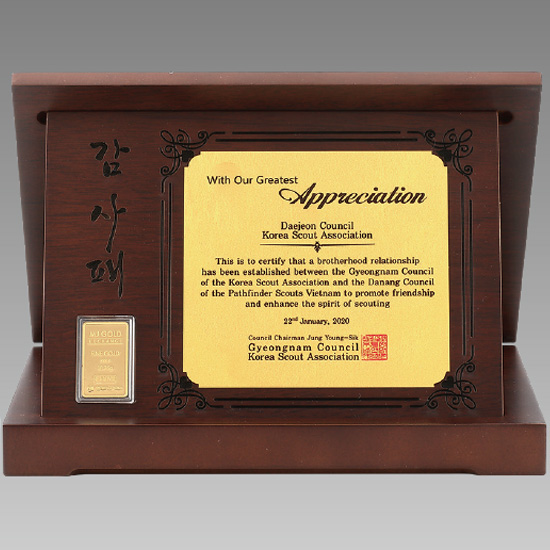 감사패
With Our Greatest
Appreciation
Daejeon Council
Korea Scout Association
This is to certify that a brotherhood relationship
has been established between the Gyeongnam Council
of the Korea Scout Association and the Danang Council
of the Pathfinder Scouts Vietnam to promote friendship
and enhance the spirit of scouting
22nd January, 2020
Council Chairman Jung Young-Sik
Gyeongnam Council
Korea Scout Association
GOLD